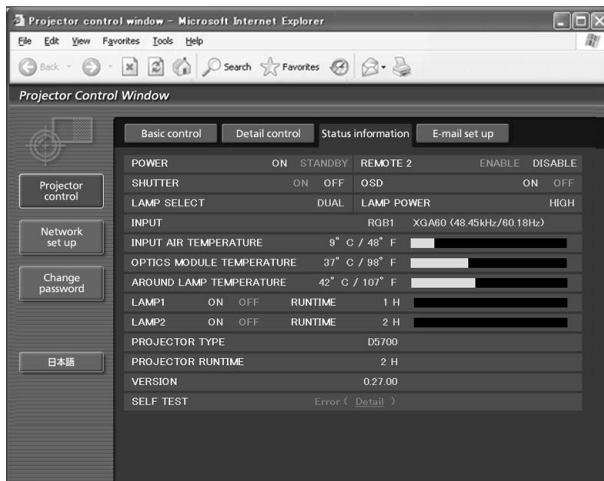 Projector control window - Microsoft Internet Explorer
File Edit View Favorites Tools Help
Back Search Favorites
Projector Control Window
Basic control Detail control Status information E-mail set up
Projector control
Network set up
Change password
日本語
POWER ON STANDBY REMOTE 2 ENABLE DISABLE
SHUTTER ON OFF OSD ON OFF
LAMP SELECT DUAL LAMP POWER HIGH
INPUT RGB1 XGA60 (48.45kHz/60.18Hz)
INPUT AIR TEMPERATURE 9° C / 48° F
OPTICS MODULE TEMPERATURE 37° C / 98° F
AROUND LAMP TEMPERATURE 42° C / 107° F
LAMP1 ON OFF RUNTIME 1 H
LAMP2 ON OFF RUNTIME 2 H
PROJECTOR TYPE D5700
PROJECTOR RUNTIME 2 H
VERSION 0.27.00
SELF TEST Error ( Detail )